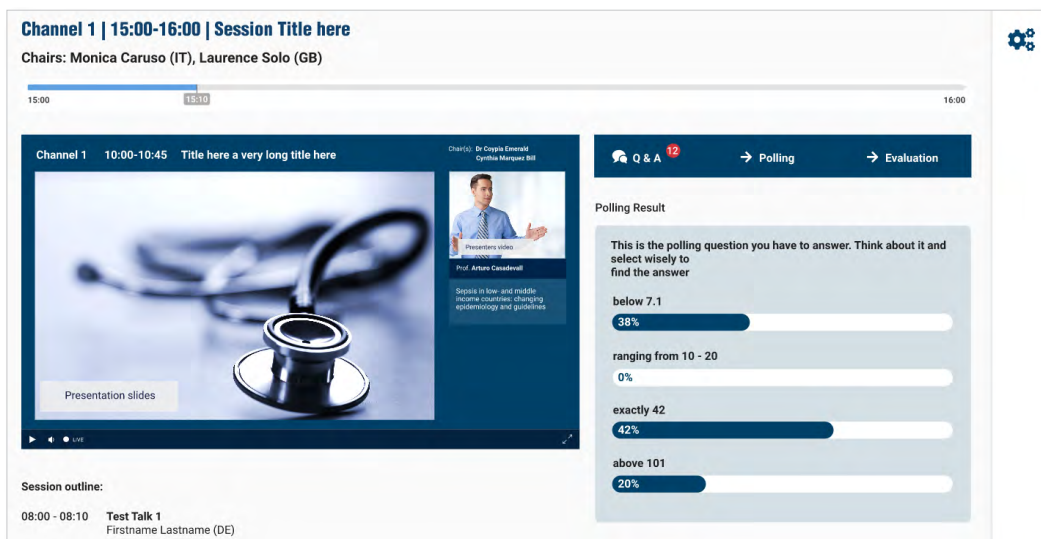 Channel 1 | 15:00-16:00 | Session Title here
Chairs: Monica Caruso (IT), Laurence Solo (GB)
15:00
15:10
16:00
Channel 1 10:00-10:45 Title here a very long title here
Chair(s): Dr Coypia Emerald
Cynthia Marquez Bill
Presenters video
Prof. Arturo Casadevall
Sepsis in low- and middle
income countries: changing
epidemiology and guidelines
Presentation slides
LIVE
Q & A 12 → Polling → Evaluation
Polling Result
This is the polling question you have to answer. Think about it and
select wisely to
find the answer
below 7.1
38%
ranging from 10 - 20
0%
exactly 42
42%
above 101
20%
Session outline:
08:00 - 08:10 Test Talk 1
Firstname Lastname (DE)